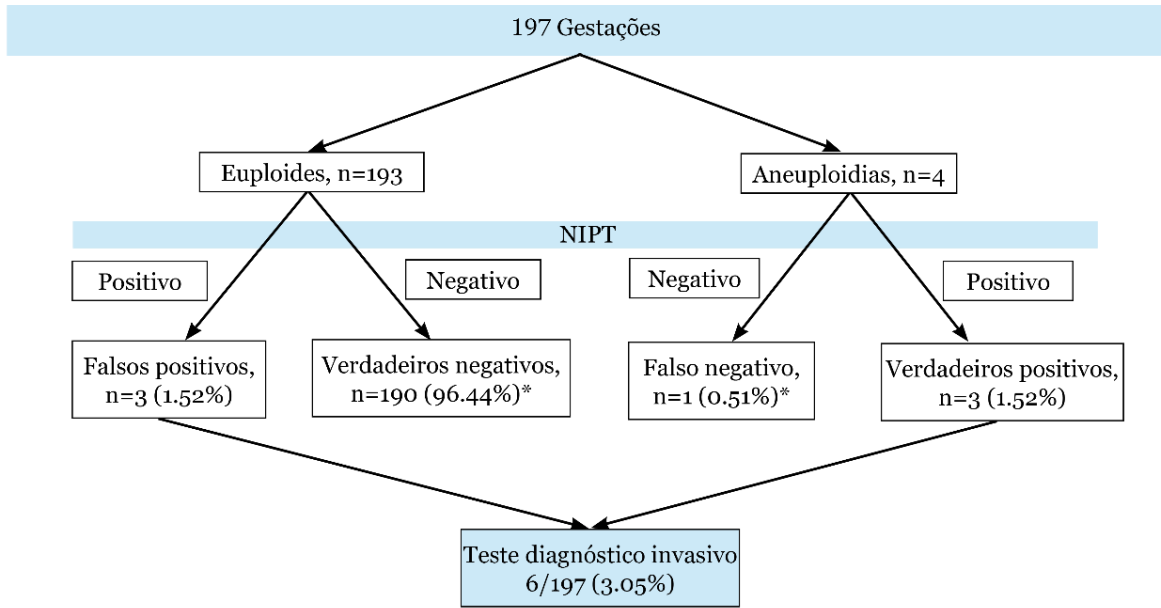 197 Gestações
Euploides, n=193
Aneuploidias, n=4
NIPT
Positivo
Negativo
Negativo
Positivo
Falsos positivos,
n=3 (1.52%)
Verdadeiros negativos,
n=190 (96.44%)*
Falso negativo,
n=1 (0.51%)*
Verdadeiros positivos,
n=3 (1.52%)
Teste diagnóstico invasivo
6/197 (3.05%)